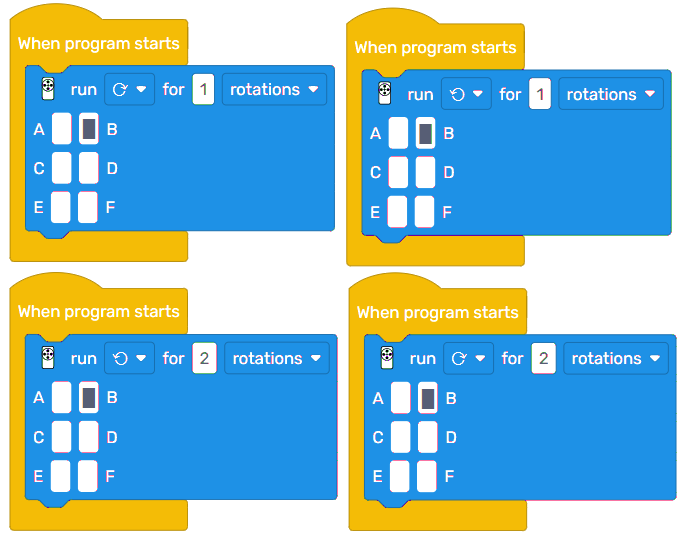 When program starts
run for 1 rotations
A B
C D
E F
When program starts
run for 1 rotations
A B
C D
E F
When program starts
run for 2 rotations
A B
C D
E F
When program starts
run for 2 rotations
A B
C D
E F